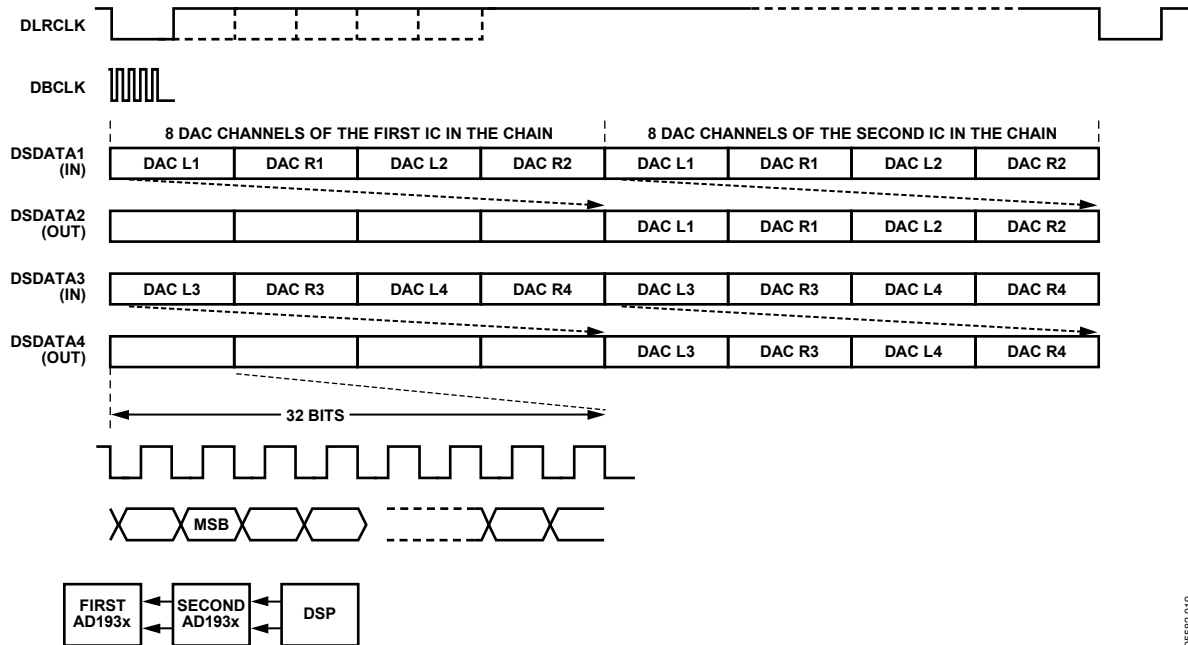 DLRCLK
DBCLK
8 DAC CHANNELS OF THE FIRST IC IN THE CHAIN 8 DAC CHANNELS OF THE SECOND IC IN THE CHAIN
DSDATA1
(IN)
DAC L1 DAC R1 DAC L2 DAC R2 DAC L1 DAC R1 DAC L2 DAC R2
DSDATA2
(OUT)
DAC L1 DAC R1 DAC L2 DAC R2
DSDATA3
(IN)
DAC L3 DAC R3 DAC L4 DAC R4 DAC L3 DAC R3 DAC L4 DAC R4
DSDATA4
(OUT)
DAC L3 DAC R3 DAC L4 DAC R4
32 BITS
MSB
FIRST
AD193x
SECOND
AD193x
DSP